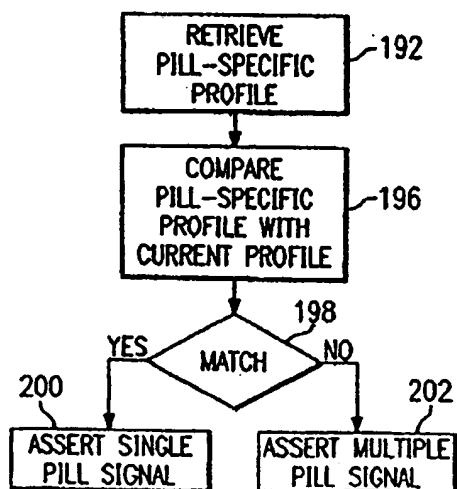 RETRIEVE
PILL-SPECIFIC
PROFILE
192
COMPARE
PILL-SPECIFIC
PROFILE WITH
CURRENT PROFILE
196
198
YES
MATCH
NO
200
202
ASSERT SINGLE
PILL SIGNAL
ASSERT MULTIPLE
PILL SIGNAL